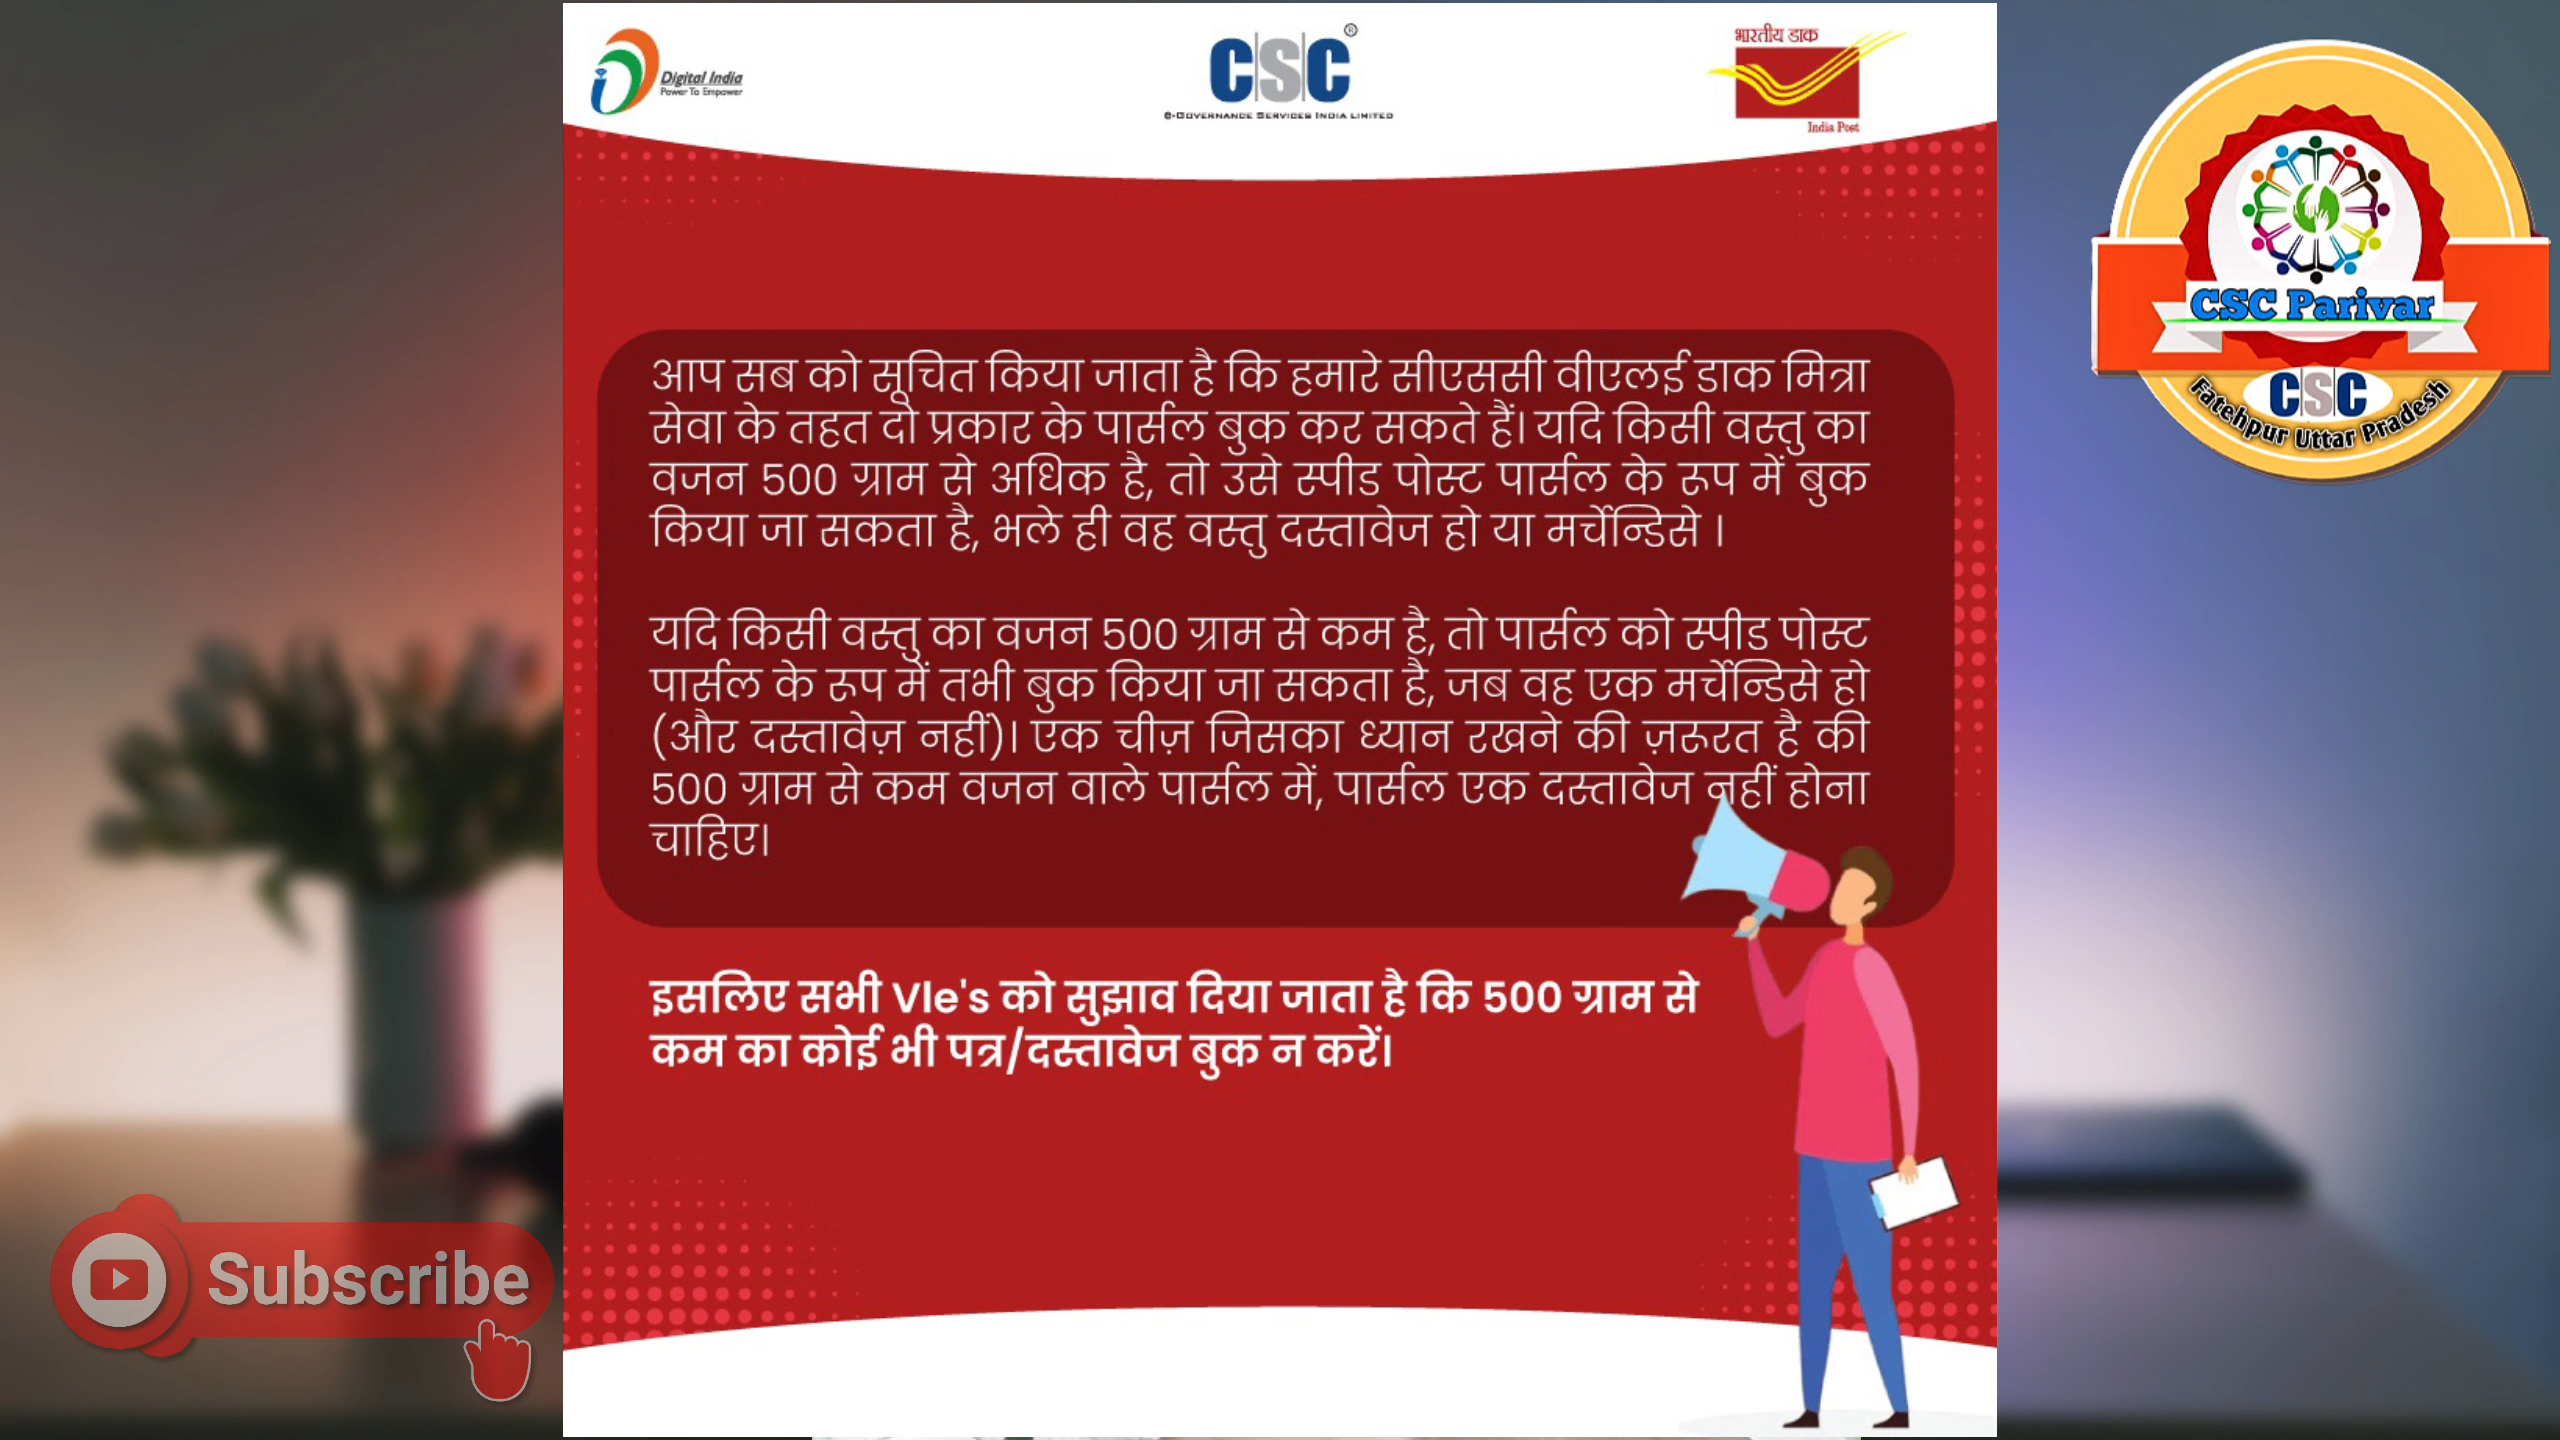 Digital India
Power To Empower
CSC
e-Governance Services India Limited
भारतीय डाक
India Post
आप सब को सूचित किया जाता है कि हमारे सीएससी वीएलई डाक मित्रा
सेवा के तहत दो प्रकार के पार्सल बुक कर सकते हैं। यदि किसी वस्तु का
वजन 500 ग्राम से अधिक है, तो उसे स्पीड पोस्ट पार्सल के रूप में बुक
किया जा सकता है, भले ही वह वस्तु दस्तावेज हो या मर्चेन्डिसे ।
यदि किसी वस्तु का वजन 500 ग्राम से कम है, तो पार्सल को स्पीड पोस्ट
पार्सल के रूप में तभी बुक किया जा सकता है, जब वह एक मर्चेन्डिसे हो
(और दस्तावेज़ नहीं)। एक चीज़ जिसका ध्यान रखने की ज़रूरत है की
500 ग्राम से कम वजन वाले पार्सल में, पार्सल एक दस्तावेज नहीं होना
चाहिए।
इसलिए सभी Vle's को सुझाव दिया जाता है कि 500 ग्राम से
कम का कोई भी पत्र/दस्तावेज बुक न करें।
CSC Parivar
CSC
Fatehpur Uttar Pradesh
Subscribe